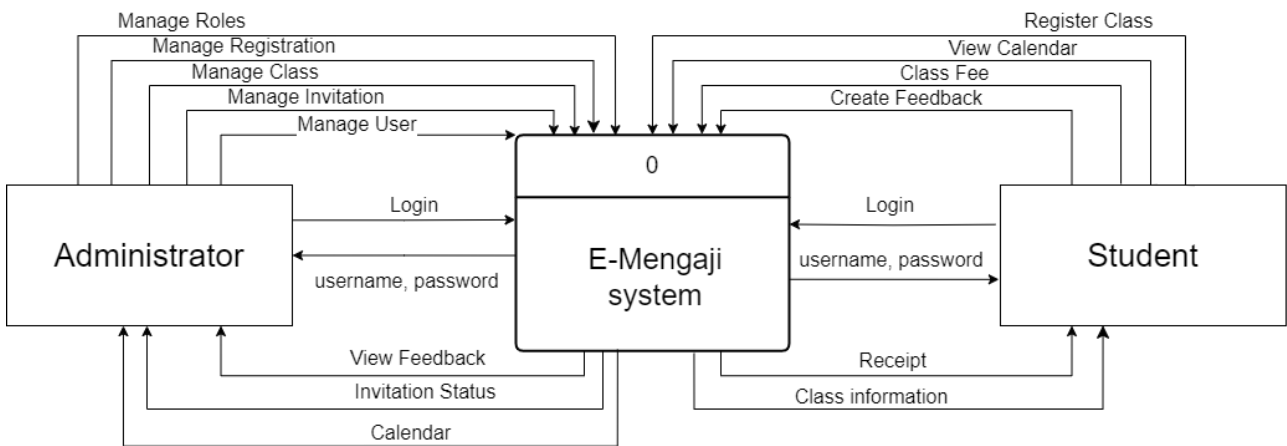 Manage Roles
Register Class
Manage Registration
View Calendar
Manage Class
Class Fee
Manage Invitation
Create Feedback
Manage User
0
Login
Login
Administrator
E-Mengaji
system
Student
username, password
username, password
View Feedback
Receipt
Invitation Status
Class information
Calendar